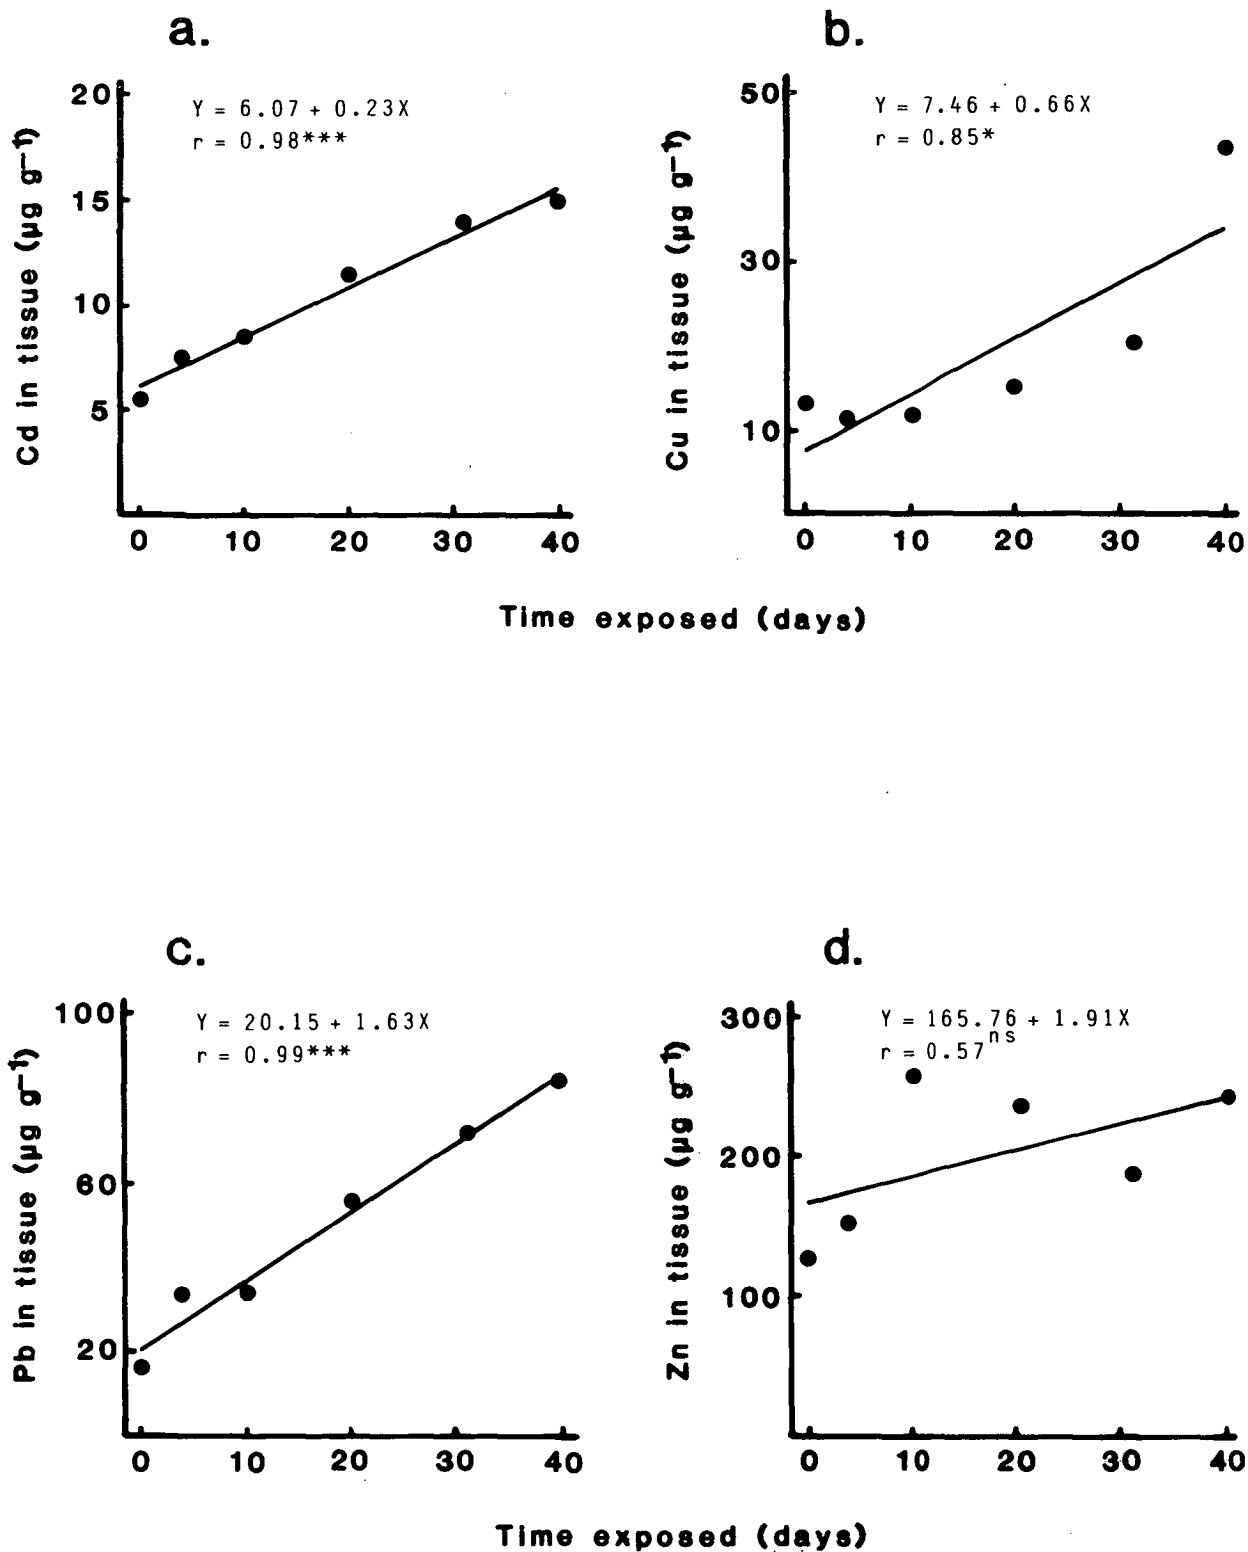 a.
Y = 6.07 + 0.23X
r = 0.98***
Cd in tissue (µg g⁻¹)
20
15
10
5
0 10 20 30 40
b.
Y = 7.46 + 0.66X
r = 0.85*
Cu in tissue (µg g⁻¹)
50
30
10
0 10 20 30 40
Time exposed (days)
c.
Y = 20.15 + 1.63X
r = 0.99***
Pb in tissue (µg g⁻¹)
100
60
20
0 10 20 30 40
d.
Y = 165.76 + 1.91X
r = 0.57ns
Zn in tissue (µg g⁻¹)
300
200
100
0 10 20 30 40
Time exposed (days)